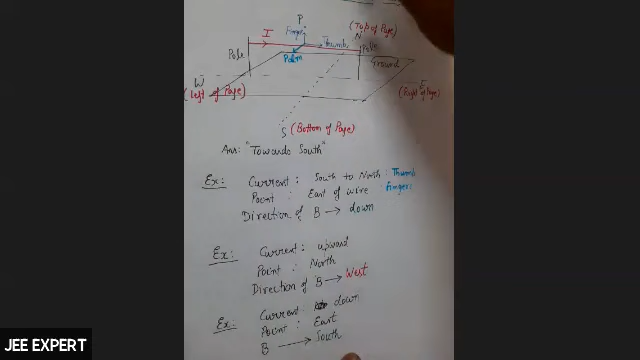 P
(Top of Page)
N
I
Fingers
Thumb
Pole
Pole
Palm
Ground
W
(Left of Page)
E
(Right of Page)
S (Bottom of Page)
Ans: "Towards South"
Ex: Current : South to North : Thumb
Point : East of wire : fingers
Direction of B → down
Ex: Current : upward
Point : North
Direction of B → West
Ex: Current : down
Point : East
B → South
JEE EXPERT